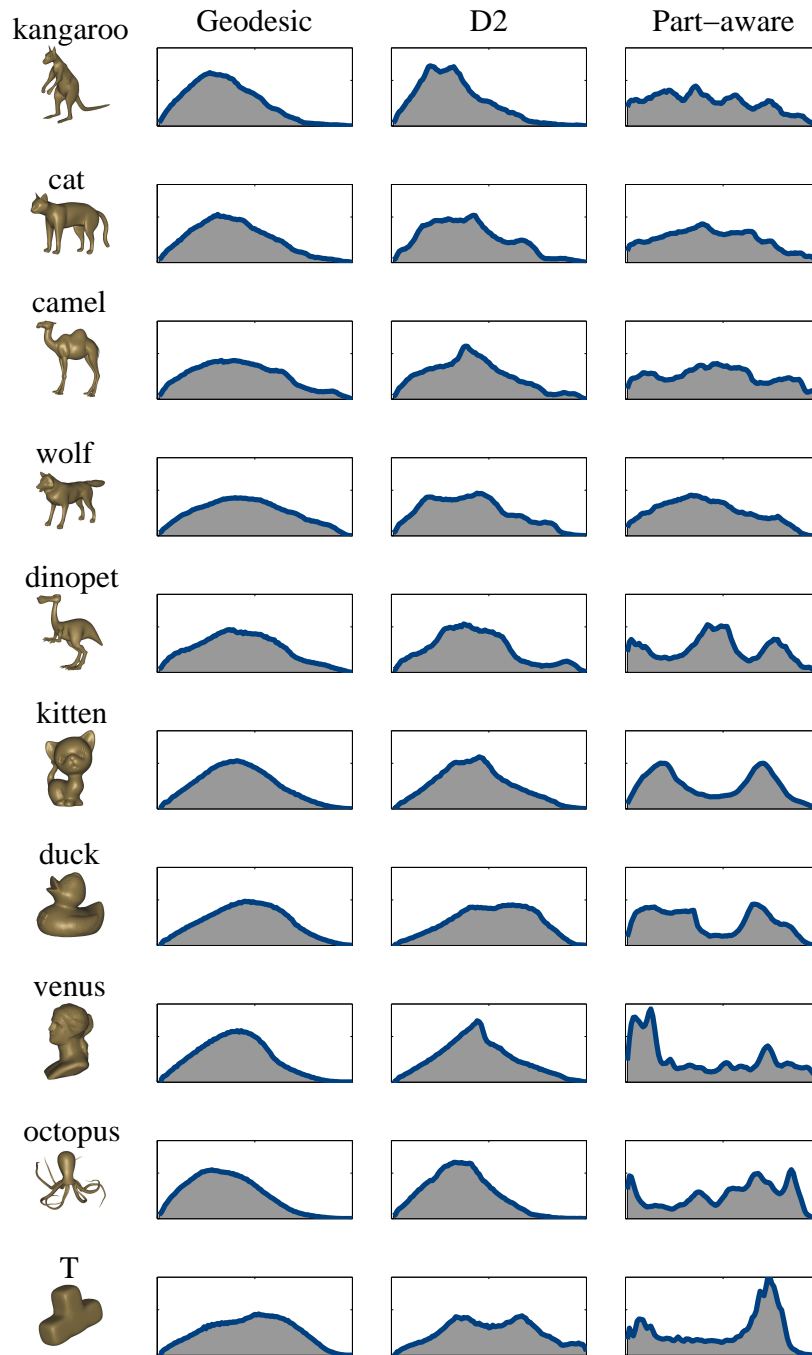 Geodesic D2 Part−aware
kangaroo
cat
camel
wolf
dinopet
kitten
duck
venus
octopus
T